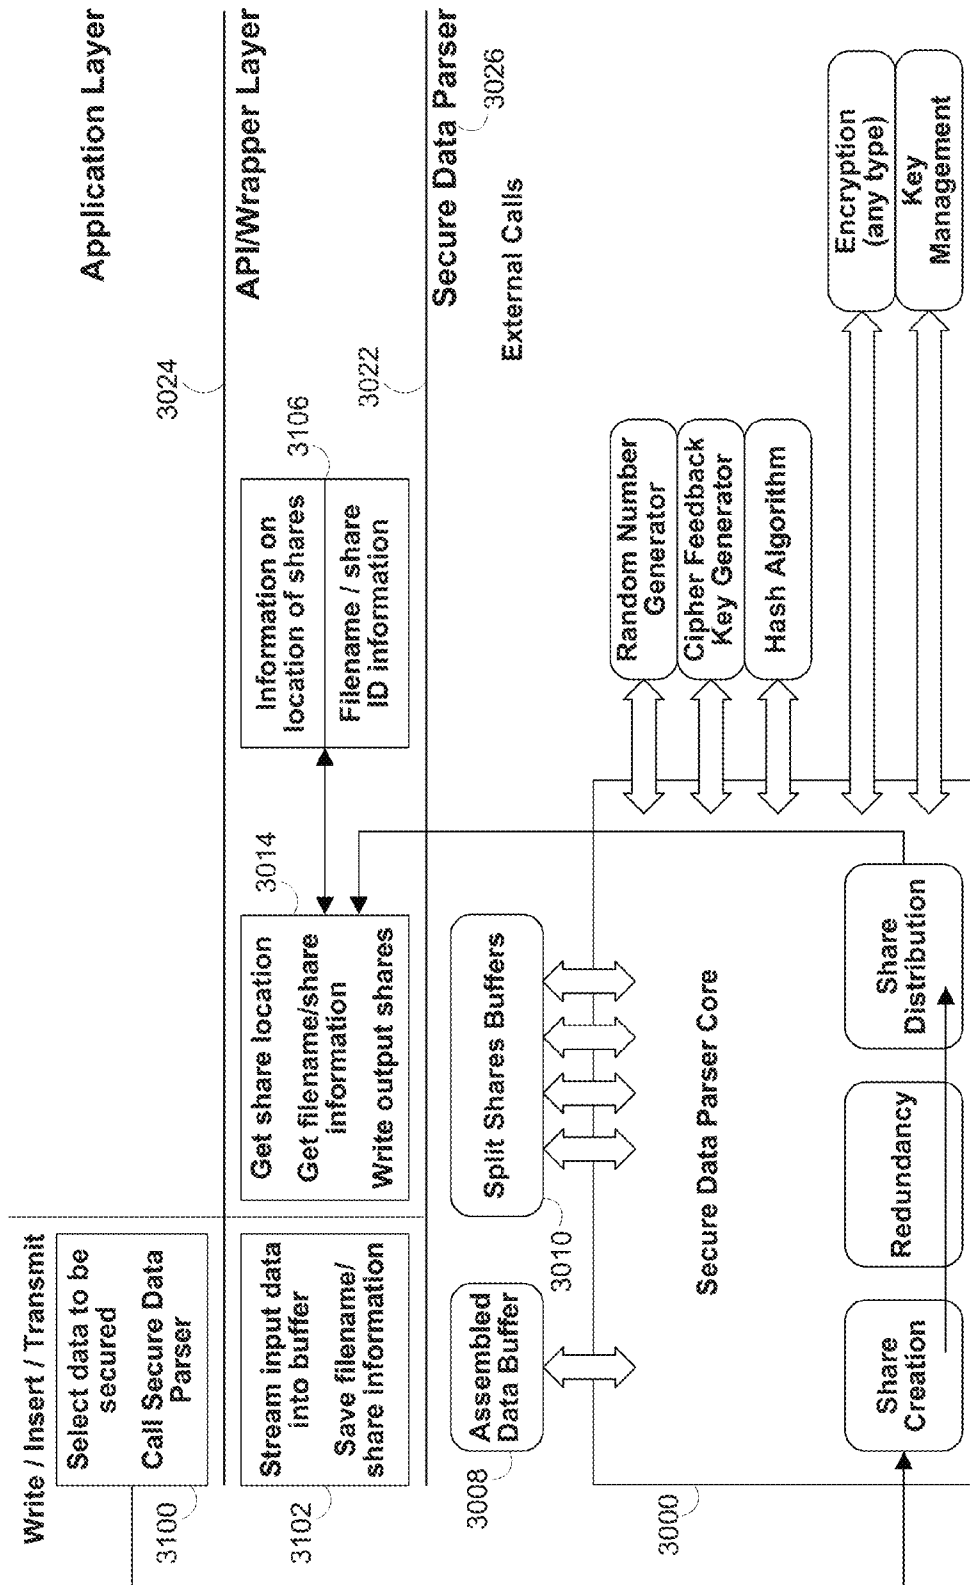 Write / Insert / Transmit
Application Layer
Select data to be
secured
Call Secure Data
Parser
3100
3024
API/Wrapper Layer
Stream input data
into buffer
Save filename/
share information
3102
Get share location
Get filename/share
information
Write output shares
3014
Information on
location of shares
Filename / share
ID information
3106
3022
Secure Data Parser
3026
External Calls
Assembled
Data Buffer
3008
Split Shares Buffers
3010
Secure Data Parser Core
3000
Share
Creation
Redundancy
Share
Distribution
Random Number
Generator
Cipher Feedback
Key Generator
Hash Algorithm
Encryption
(any type)
Key
Management